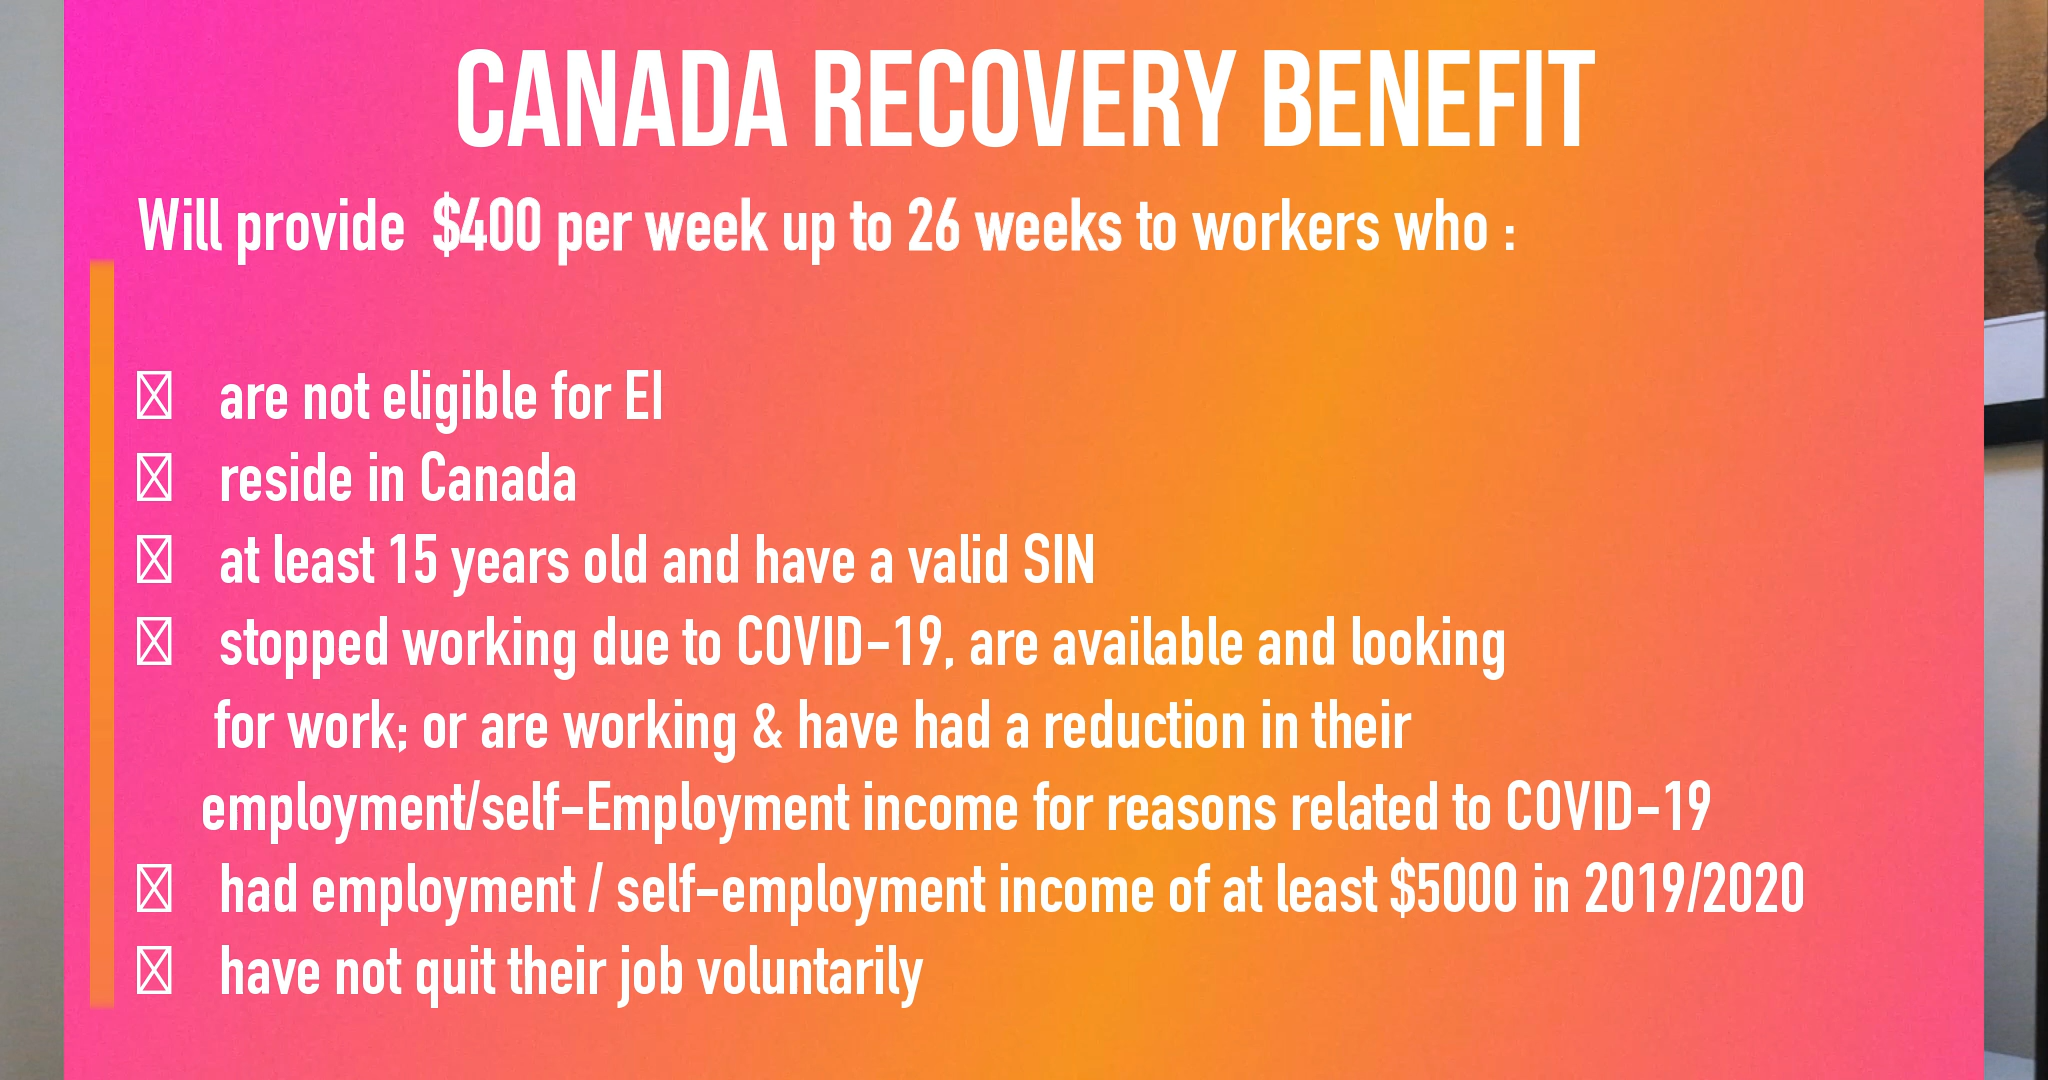 CANADA RECOVERY BENEFIT
Will provide $400 per week up to 26 weeks to workers who :
are not eligible for EI
reside in Canada
at least 15 years old and have a valid SIN
stopped working due to COVID-19, are available and looking
for work; or are working & have had a reduction in their
employment/self-Employment income for reasons related to COVID-19
had employment / self-employment income of at least $5000 in 2019/2020
have not quit their job voluntarily